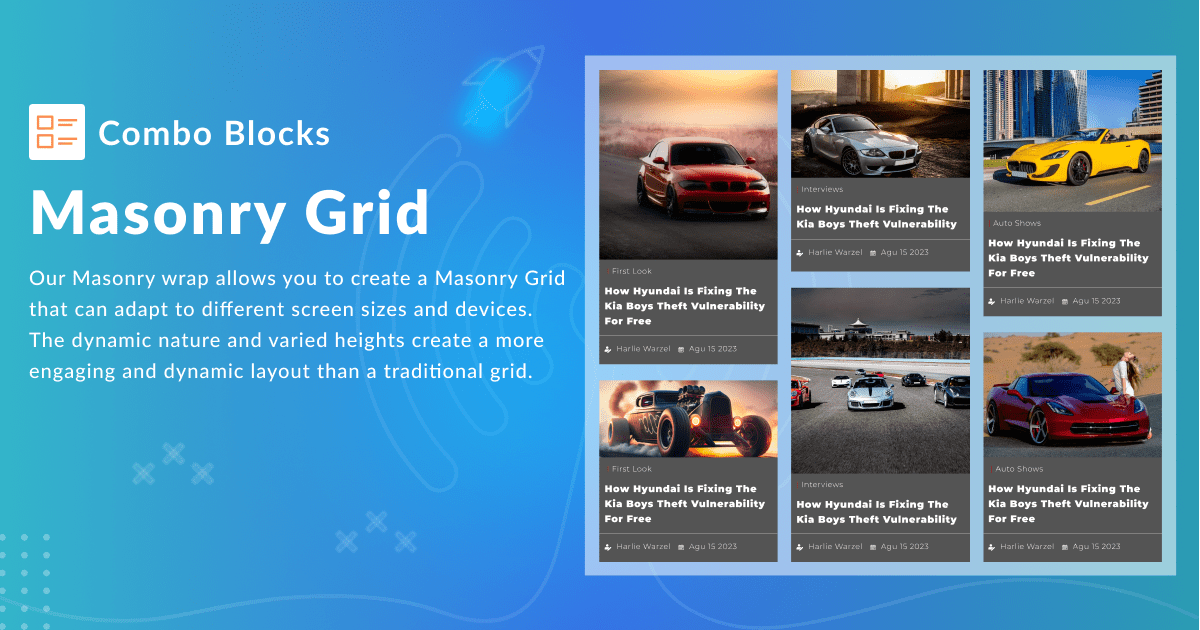 Combo Blocks
Masonry Grid
Our Masonry wrap allows you to create a Masonry Grid
that can adapt to different screen sizes and devices.
The dynamic nature and varied heights create a more
engaging and dynamic layout than a traditional grid.
First Look
How Hyundai Is Fixing The
Kia Boys Theft Vulnerability
For Free
Harlie Warzel Agu 15 2023
First Look
How Hyundai Is Fixing The
Kia Boys Theft Vulnerability
For Free
Harlie Warzel Agu 15 2023
Interviews
How Hyundai Is Fixing The
Kia Boys Theft Vulnerability
Harlie Warzel Agu 15 2023
Interviews
How Hyundai Is Fixing The
Kia Boys Theft Vulnerability
Harlie Warzel Agu 15 2023
Auto Shows
How Hyundai Is Fixing The
Kia Boys Theft Vulnerability
For Free
Harlie Warzel Agu 15 2023
Auto Shows
How Hyundai Is Fixing The
Kia Boys Theft Vulnerability
For Free
Harlie Warzel Agu 15 2023